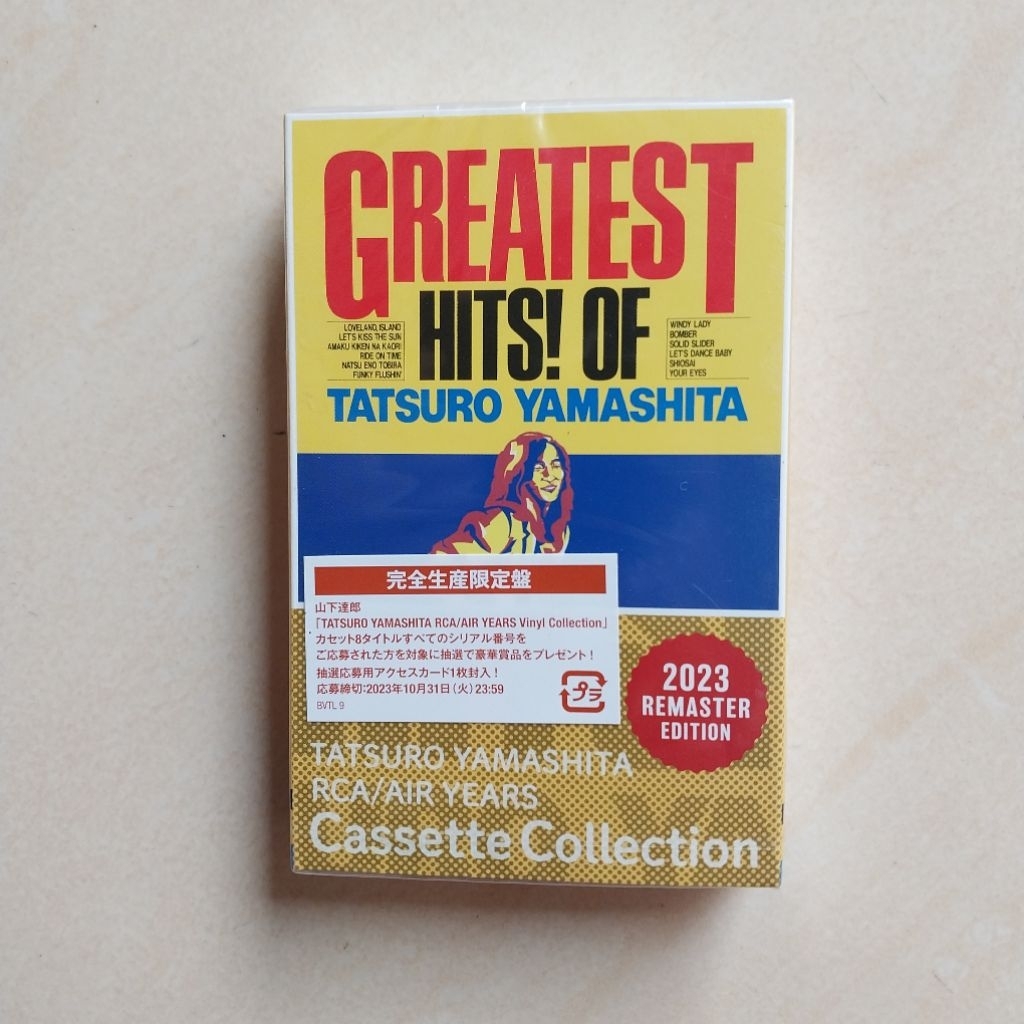 GREATEST
HITS! OF
LOVELAND, ISLAND
LET'S KISS THE SUN
AMAKU KIKEN NA KAORI
RIDE ON TIME
NATSU ENO TOBIRA
FUNKY FLUSHIN'
WINDY LADY
BOMBER
SOLID SLIDER
LET'S DANCE BABY
SHIOSAI
YOUR EYES
TATSURO YAMASHITA
完全生産限定盤
山下達郎
「TATSURO YAMASHITA RCA/AIR YEARS Vinyl Collection」
カセット8タイトルすべてのシリアル番号を
ご応募された方を対象に抽選で豪華賞品をプレゼント！
抽選応募用アクセスカード1枚封入！
応募締切:2023年10月31日(火)23:59
BVTL 9
プラ
2023
REMASTER
EDITION
TATSURO YAMASHITA
RCA/AIR YEARS
Cassette Collection